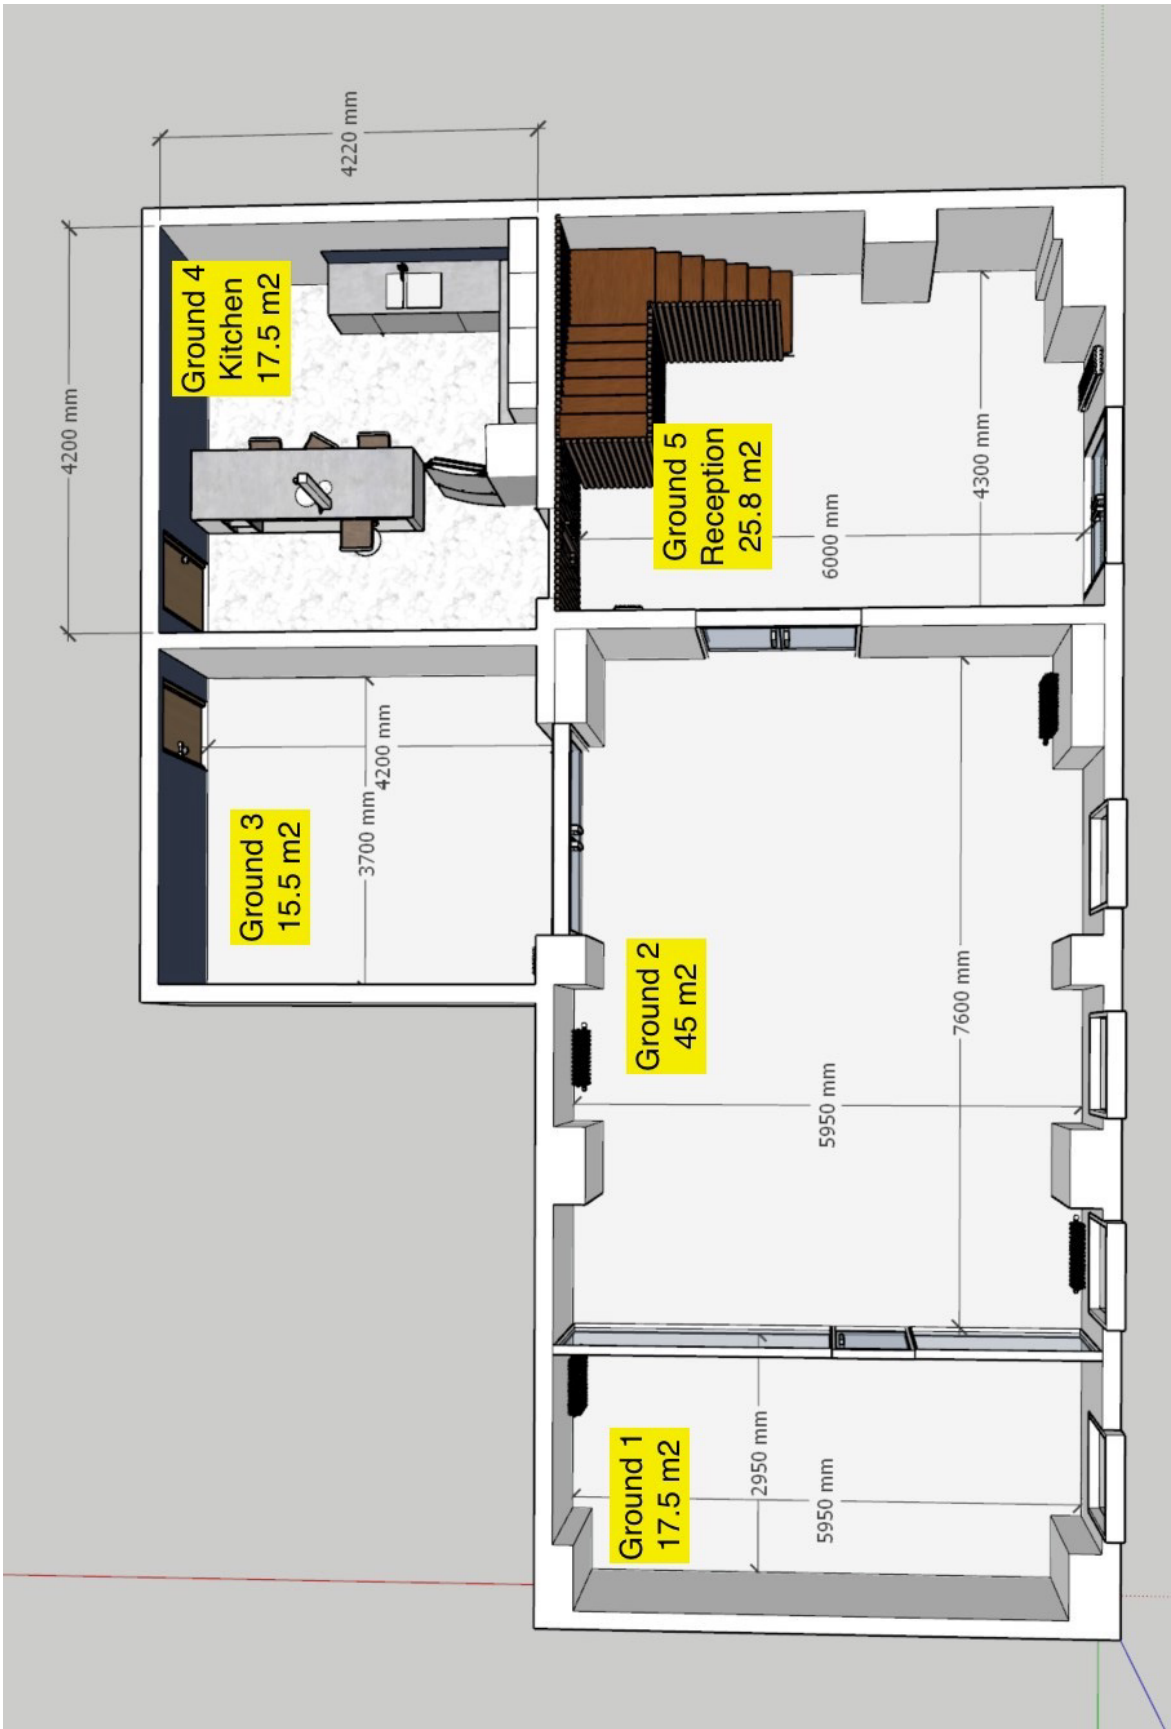 4220 mm
4200 mm
Ground 4
Kitchen
17.5 m2
Ground 5
Reception
25.8 m2
4300 mm
6000 mm
Ground 3
15.5 m2
4200 mm
3700 mm
Ground 2
45 m2
7600 mm
5950 mm
Ground 1
17.5 m2
2950 mm
5950 mm